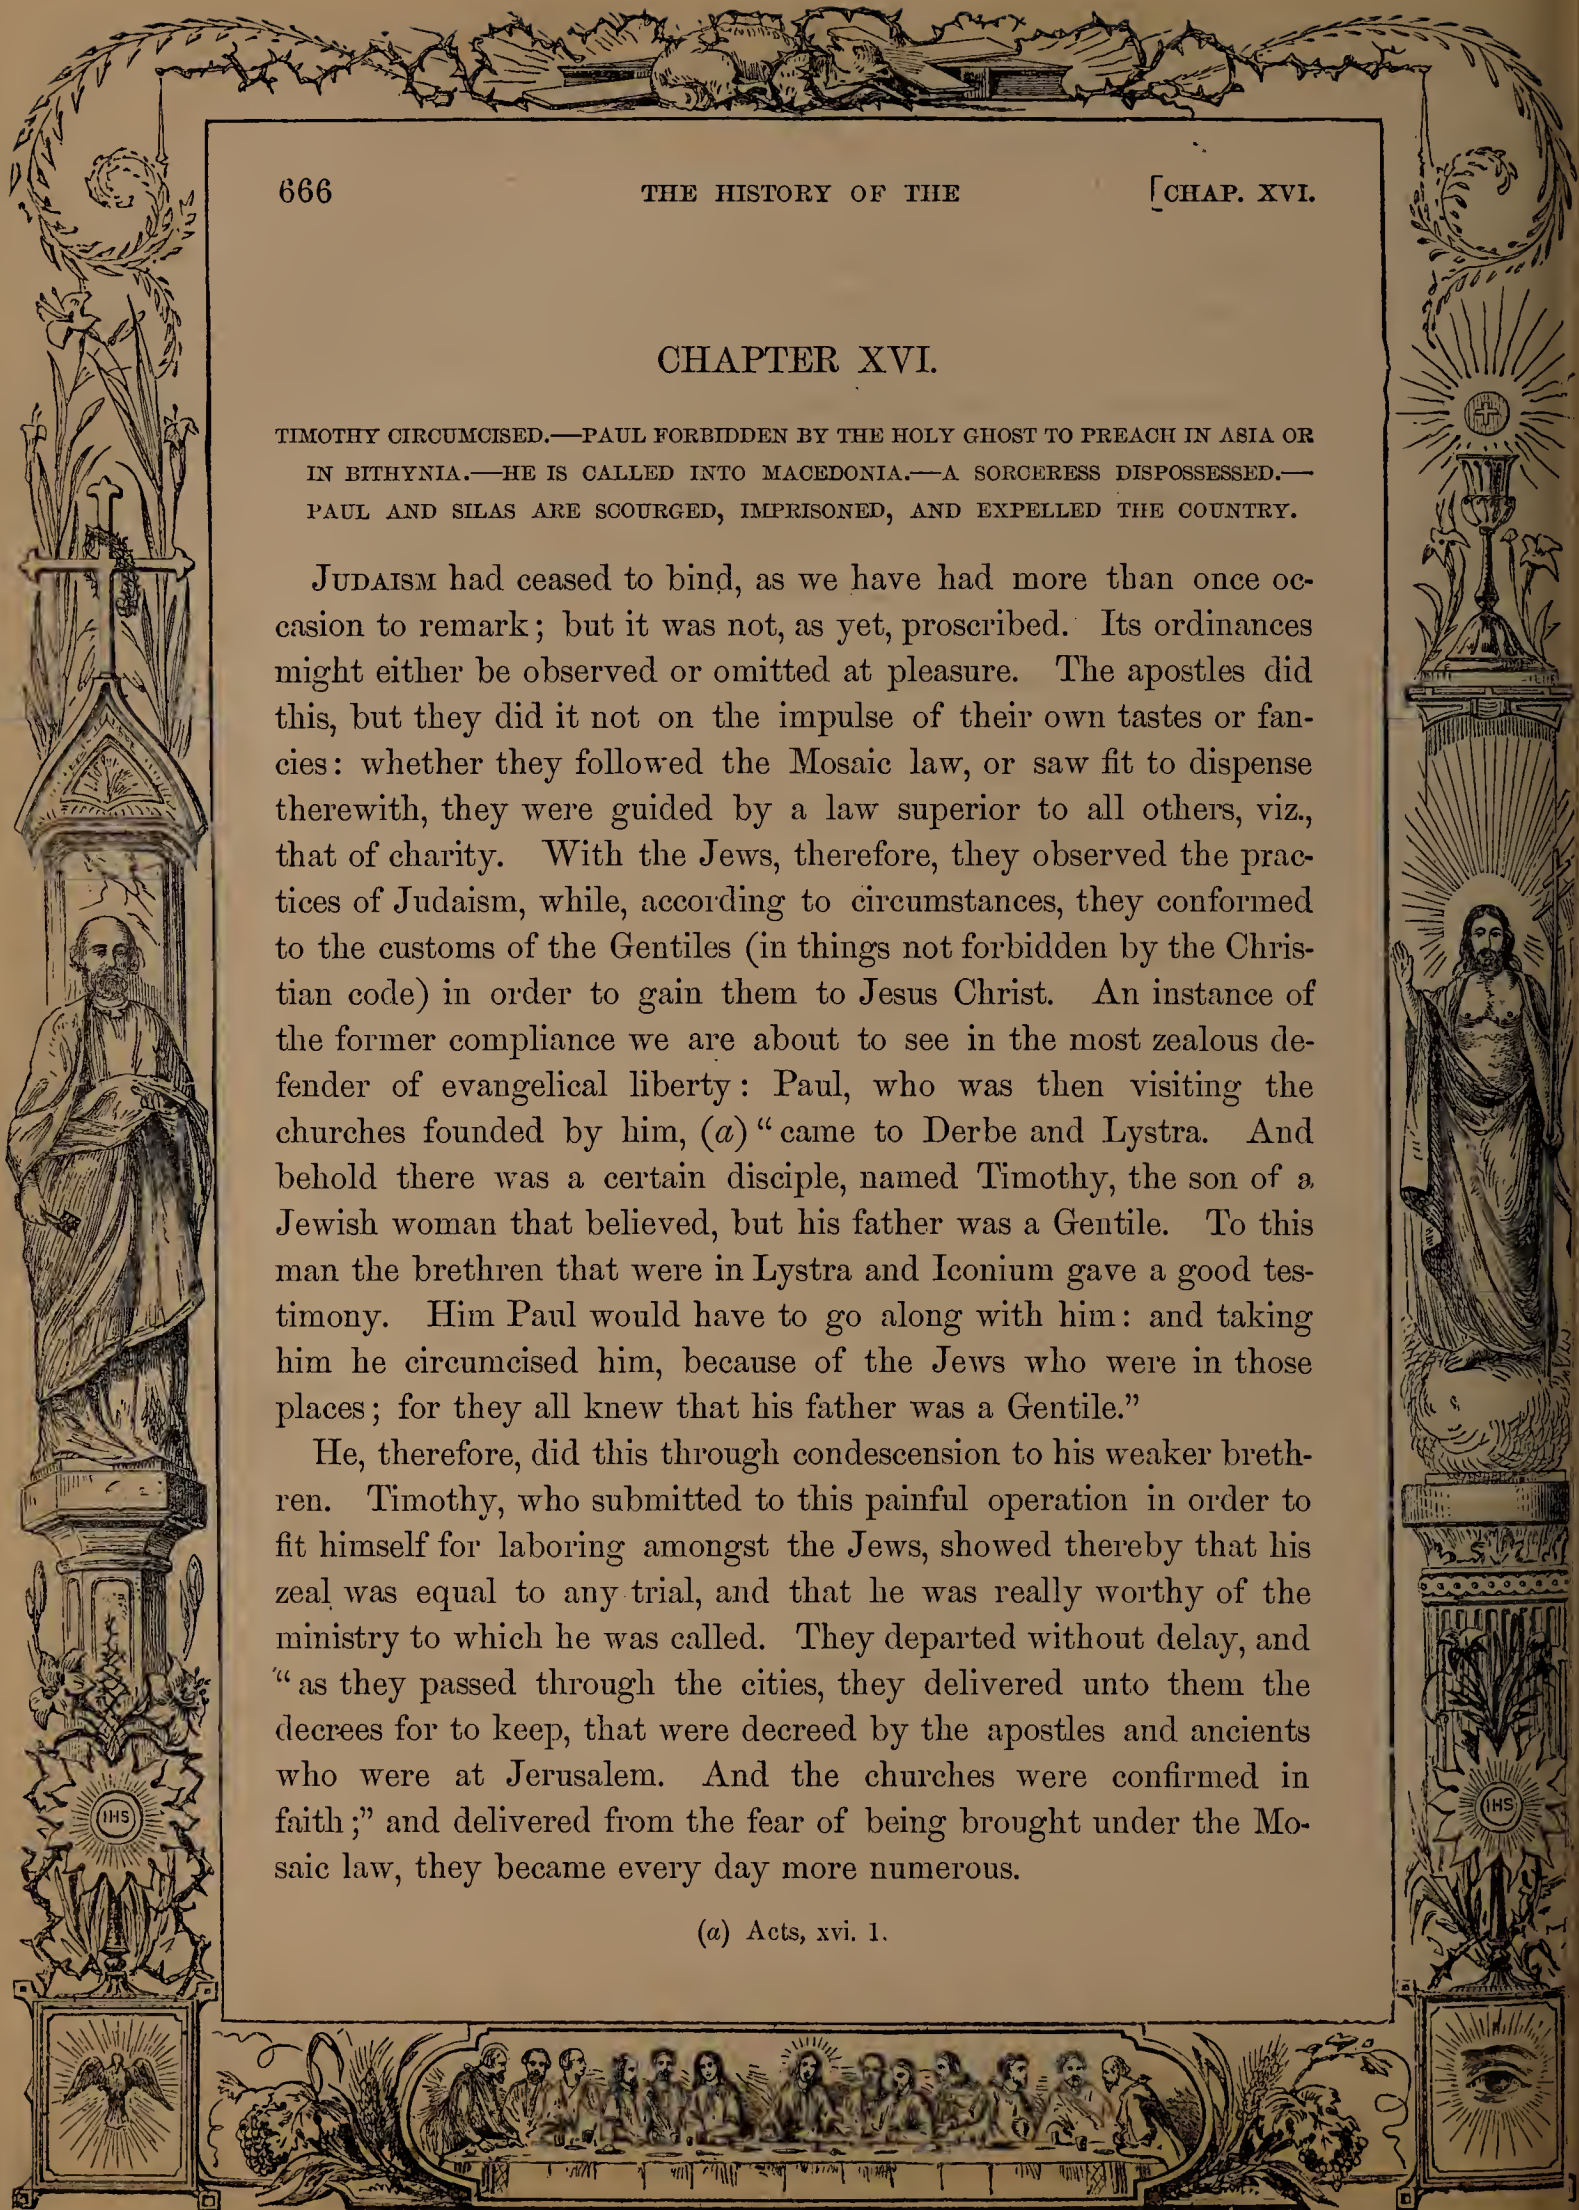 666 THE HISTORY OF THE [CHAP. XVI.
CHAPTER XVI.
TIMOTHY CIRCUMCISED.—PAUL FORBIDDEN BY THE HOLY GHOST TO PREACH IN ASIA OR
IN BITHYNIA.—HE IS CALLED INTO MACEDONIA.—A SORCERESS DISPOSSESSED.—
PAUL AND SILAS ARE SCOURGED, IMPRISONED, AND EXPELLED THE COUNTRY.
JUDAISM had ceased to bind, as we have had more than once oc-
casion to remark; but it was not, as yet, proscribed. Its ordinances
might either be observed or omitted at pleasure. The apostles did
this, but they did it not on the impulse of their own tastes or fan-
cies: whether they followed the Mosaic law, or saw fit to dispense
therewith, they were guided by a law superior to all others, viz.,
that of charity. With the Jews, therefore, they observed the prac-
tices of Judaism, while, according to circumstances, they conformed
to the customs of the Gentiles (in things not forbidden by the Chris-
tian code) in order to gain them to Jesus Christ. An instance of
the former compliance we are about to see in the most zealous de-
fender of evangelical liberty: Paul, who was then visiting the
churches founded by him, (a) "came to Derbe and Lystra. And
behold there was a certain disciple, named Timothy, the son of a
Jewish woman that believed, but his father was a Gentile. To this
man the brethren that were in Lystra and Iconium gave a good tes-
timony. Him Paul would have to go along with him: and taking
him he circumcised him, because of the Jews who were in those
places; for they all knew that his father was a Gentile."
He, therefore, did this through condescension to his weaker breth-
ren. Timothy, who submitted to this painful operation in order to
fit himself for laboring amongst the Jews, showed thereby that his
zeal was equal to any trial, and that he was really worthy of the
ministry to which he was called. They departed without delay, and
"as they passed through the cities, they delivered unto them the
decrees for to keep, that were decreed by the apostles and ancients
who were at Jerusalem. And the churches were confirmed in
faith;" and delivered from the fear of being brought under the Mo-
saic law, they became every day more numerous.
(a) Acts, xvi. 1.
IHS
IHS